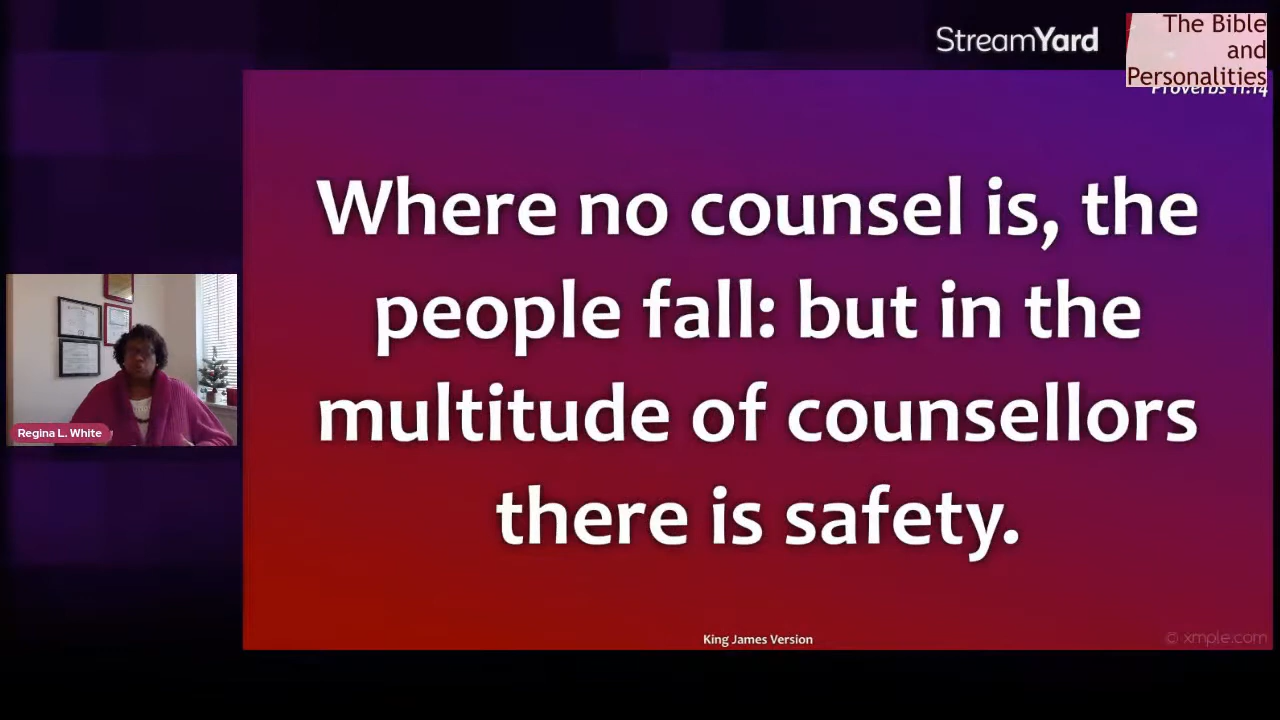 StreamYard
The Bible
and
Personalities
Proverbs 11:14
Where no counsel is, the
people fall: but in the
multitude of counsellors
there is safety.
Regina L. White
King James Version
© xmple.com